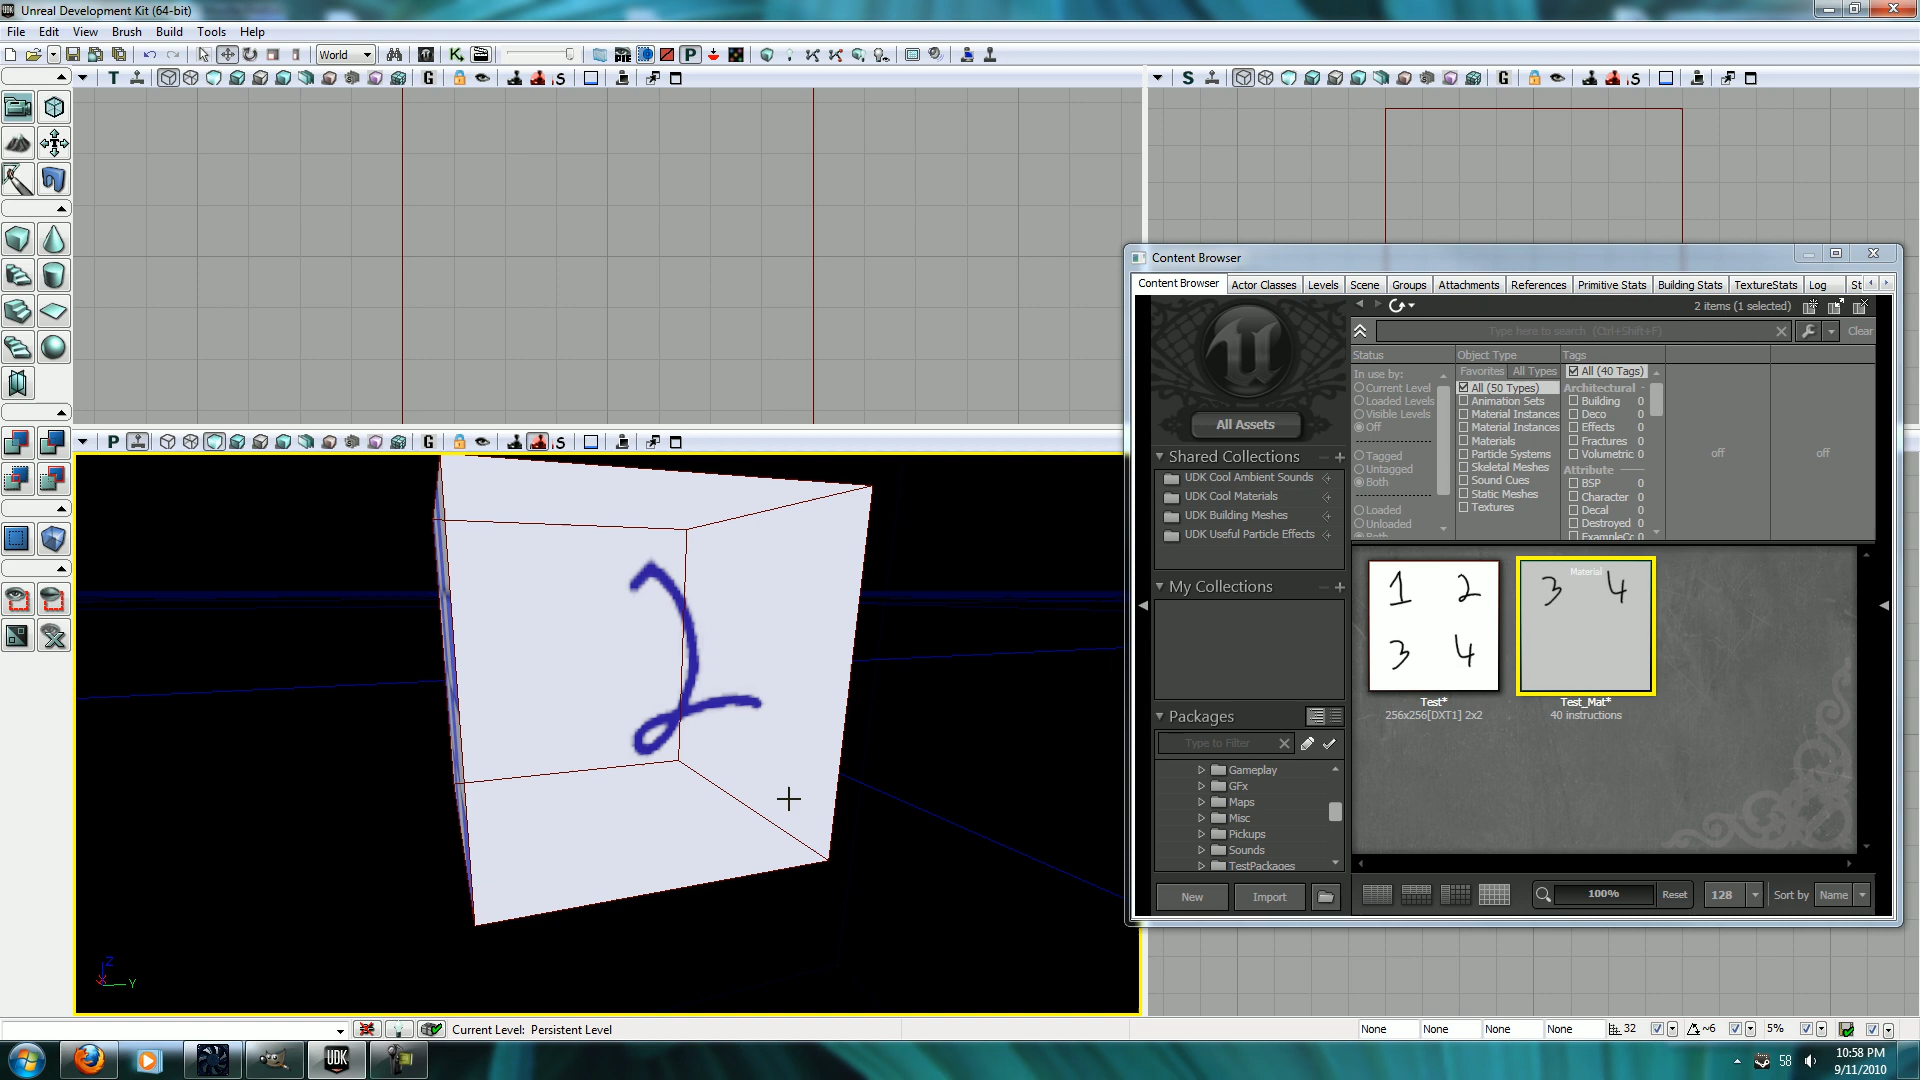 Unreal Development Kit (64-bit)
File Edit View Brush Build Tools Help
World
P
T G S
S G S
Content Browser
Content Browser Actor Classes Levels Scene Groups Attachments References Primitive Stats Building Stats TextureStats Log St
2 items (1 selected)
Type here to search (Ctrl+Shift+F) Clear
Status Object Type Tags
In use by: Favorites All Types All (40 Tags)
Current Level All (50 Types) Architectural
Loaded Levels Animation Sets Building 0
Visible Levels Material Instances Deco 0
Off Material Instances Effects 0
Materials Fractures 0
Tagged Particle Systems Volumetric 0
Untagged Skeletal Meshes Attribute
Both Sound Cues BSP 0
Static Meshes Character 0
Loaded Textures Decal 0
Unloaded Destroyed 0
Both ExampleCc 0
off off
All Assets
Shared Collections
UDK Cool Ambient Sounds
UDK Cool Materials
UDK Building Meshes
UDK Useful Particle Effects
My Collections
Packages
Type to Filter
Gameplay
GFx
Maps
Misc
Pickups
Sounds
TestPackages
New Import
1 2
3 4
Test*
256x256[DXT1] 2x2
Material
3 4
Test_Mat*
40 instructions
100% Reset 128 Sort by Name
P G S
2
Z
X Y
Current Level: Persistent Level
None None None None 32 ~6 5%
UDK
58 10:58 PM
9/11/2010